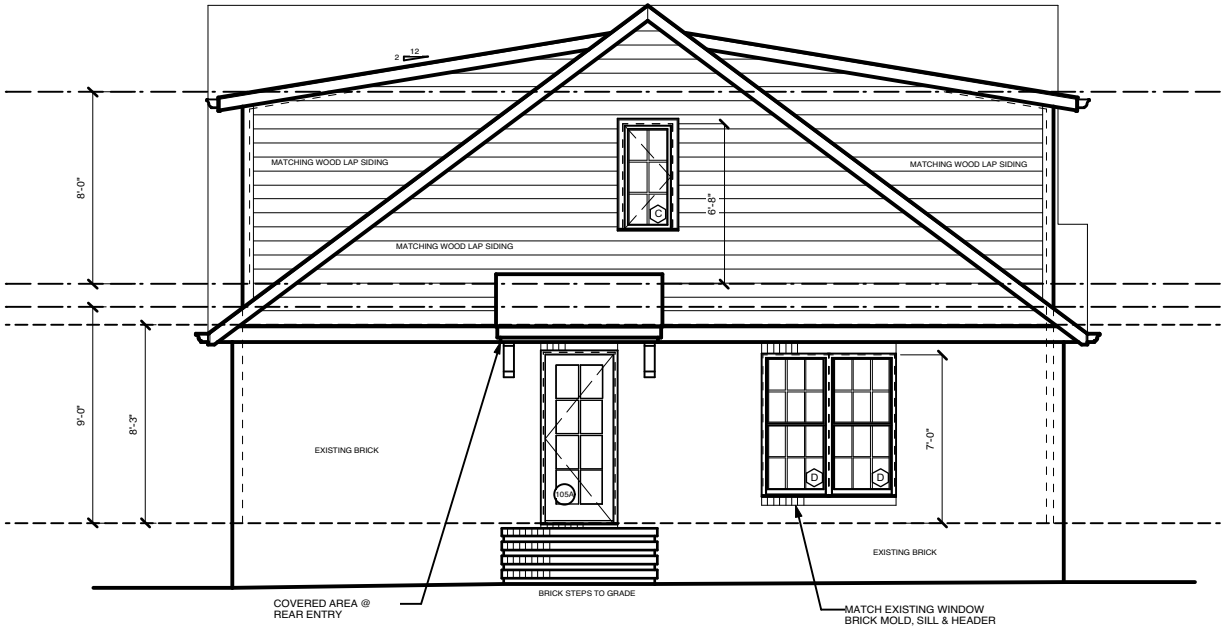 12
2
MATCHING WOOD LAP SIDING
MATCHING WOOD LAP SIDING
8'-0"
6'-8"
C
MATCHING WOOD LAP SIDING
9'-0"
8'-3"
7'-0"
EXISTING BRICK
D
D
105A
EXISTING BRICK
BRICK STEPS TO GRADE
COVERED AREA @
REAR ENTRY
MATCH EXISTING WINDOW
BRICK MOLD, SILL & HEADER